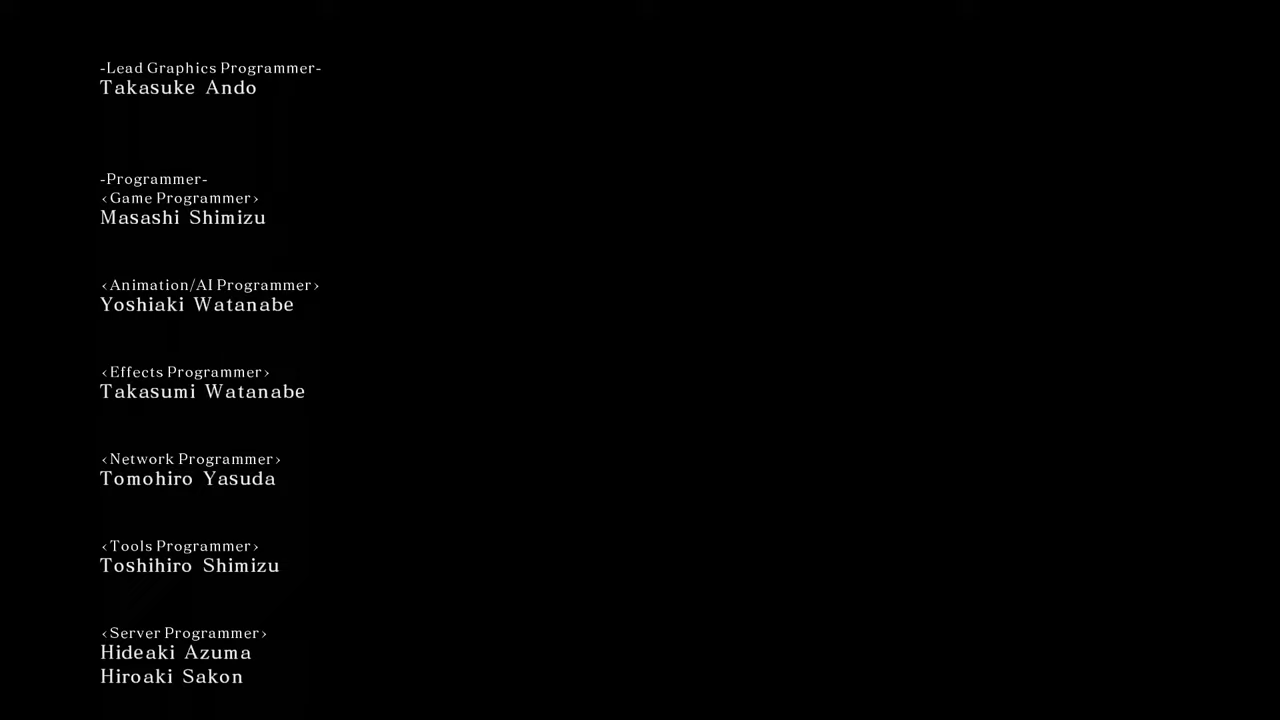 -Lead Graphics Programmer-
Takasuke Ando
-Programmer-
‹Game Programmer›
Masashi Shimizu
‹Animation/AI Programmer›
Yoshiaki Watanabe
‹Effects Programmer›
Takasumi Watanabe
‹Network Programmer›
Tomohiro Yasuda
‹Tools Programmer›
Toshihiro Shimizu
‹Server Programmer›
Hideaki Azuma
Hiroaki Sakon